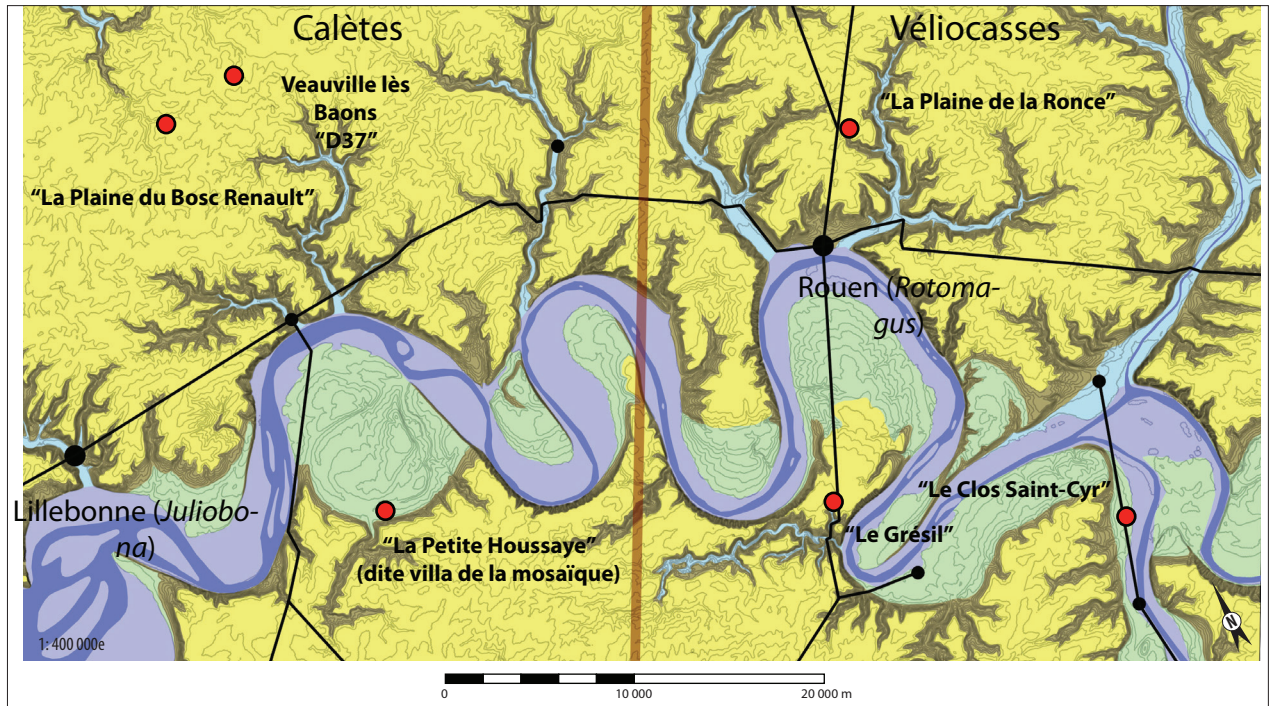 Calètes
Véliocasses
Veauville lès
Baons
“D37”
“La Plaine de la Ronce”
“La Plaine du Bosc Renault”
Rouen (Rotoma-
gus)
“Le Clos Saint-Cyr”
Lillebonne (Juliobo-
na)
“Le Grésil”
“La Petite Houssaye”
(dite villa de la mosaïque)
N
1: 400 000e
0 10 000 20 000 m